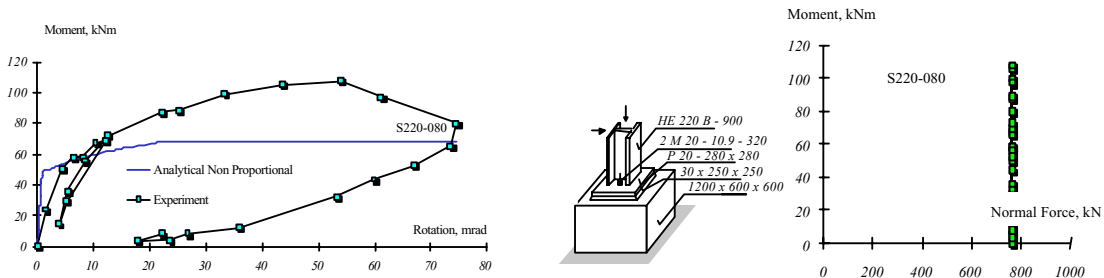 Moment, kNm
120
100
80
60
40
20
0
0 10 20 30 40 50 60 70 80
S220-080
Analytical Non Proportional
Experiment
Rotation, mrad
HE 220 B - 900
2 M 20 - 10.9 - 320
P 20 - 280 x 280
30 x 250 x 250
1200 x 600 x 600
Moment, kNm
120
100
80
60
40
20
0
0 200 400 600 800 1000
S220-080
Normal Force, kN